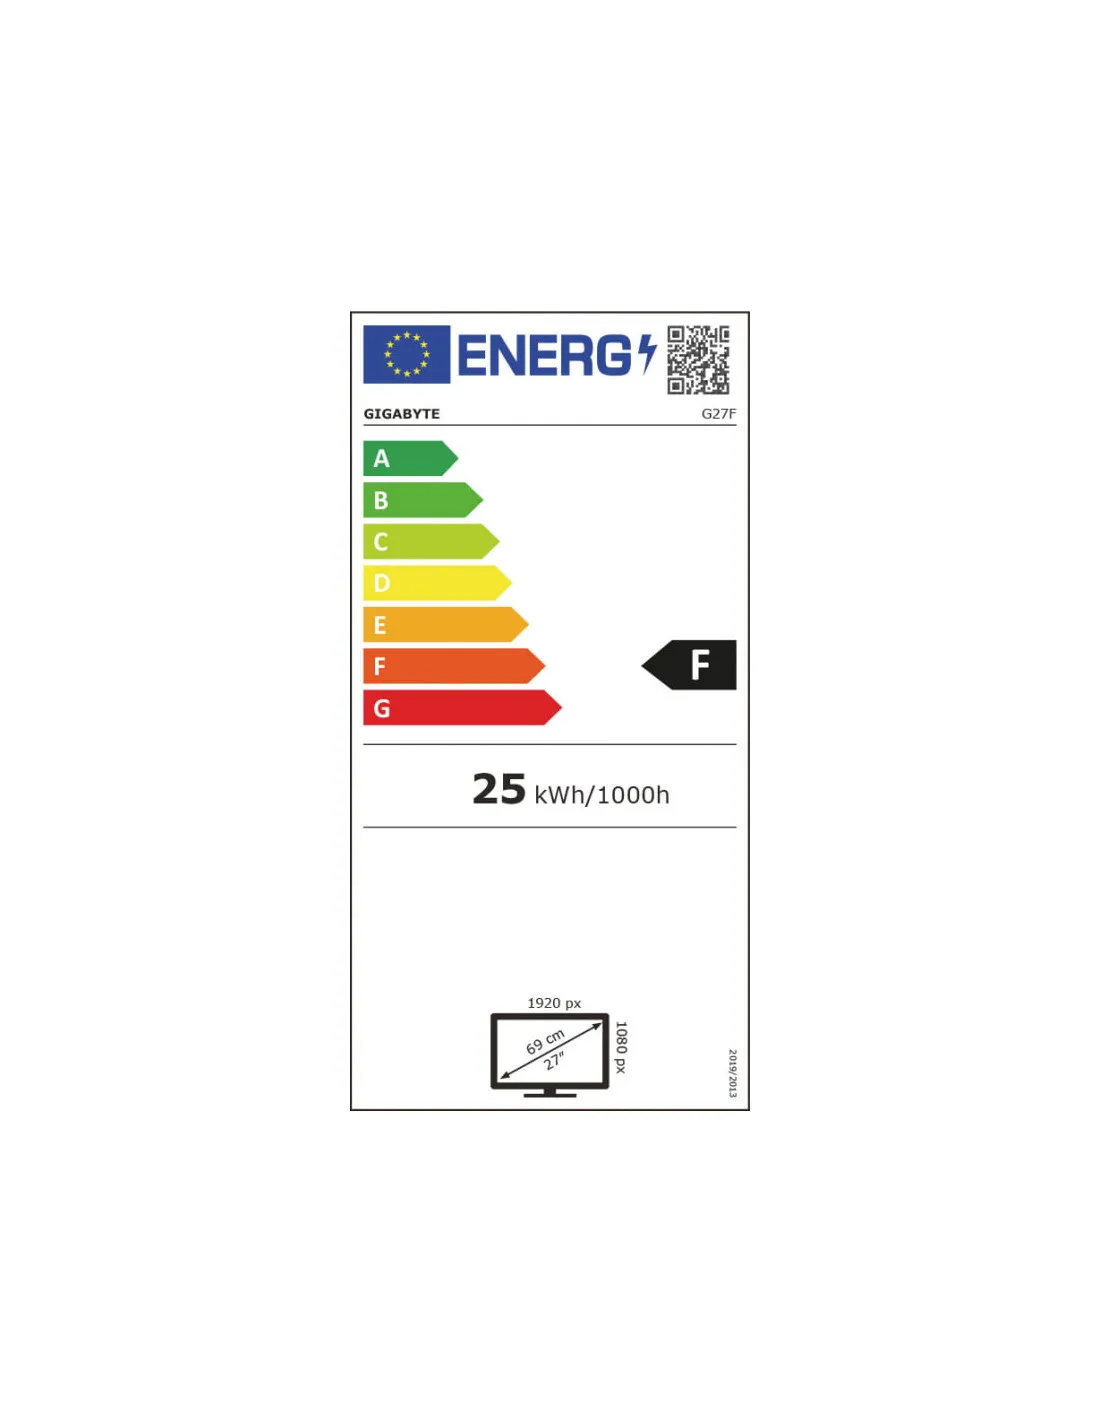 ENERG
GIGABYTE G27F
A
B
C
D
E
F
F
G
25 kWh/1000h
1920 px
69 cm
27"
1080 px
2019/2013